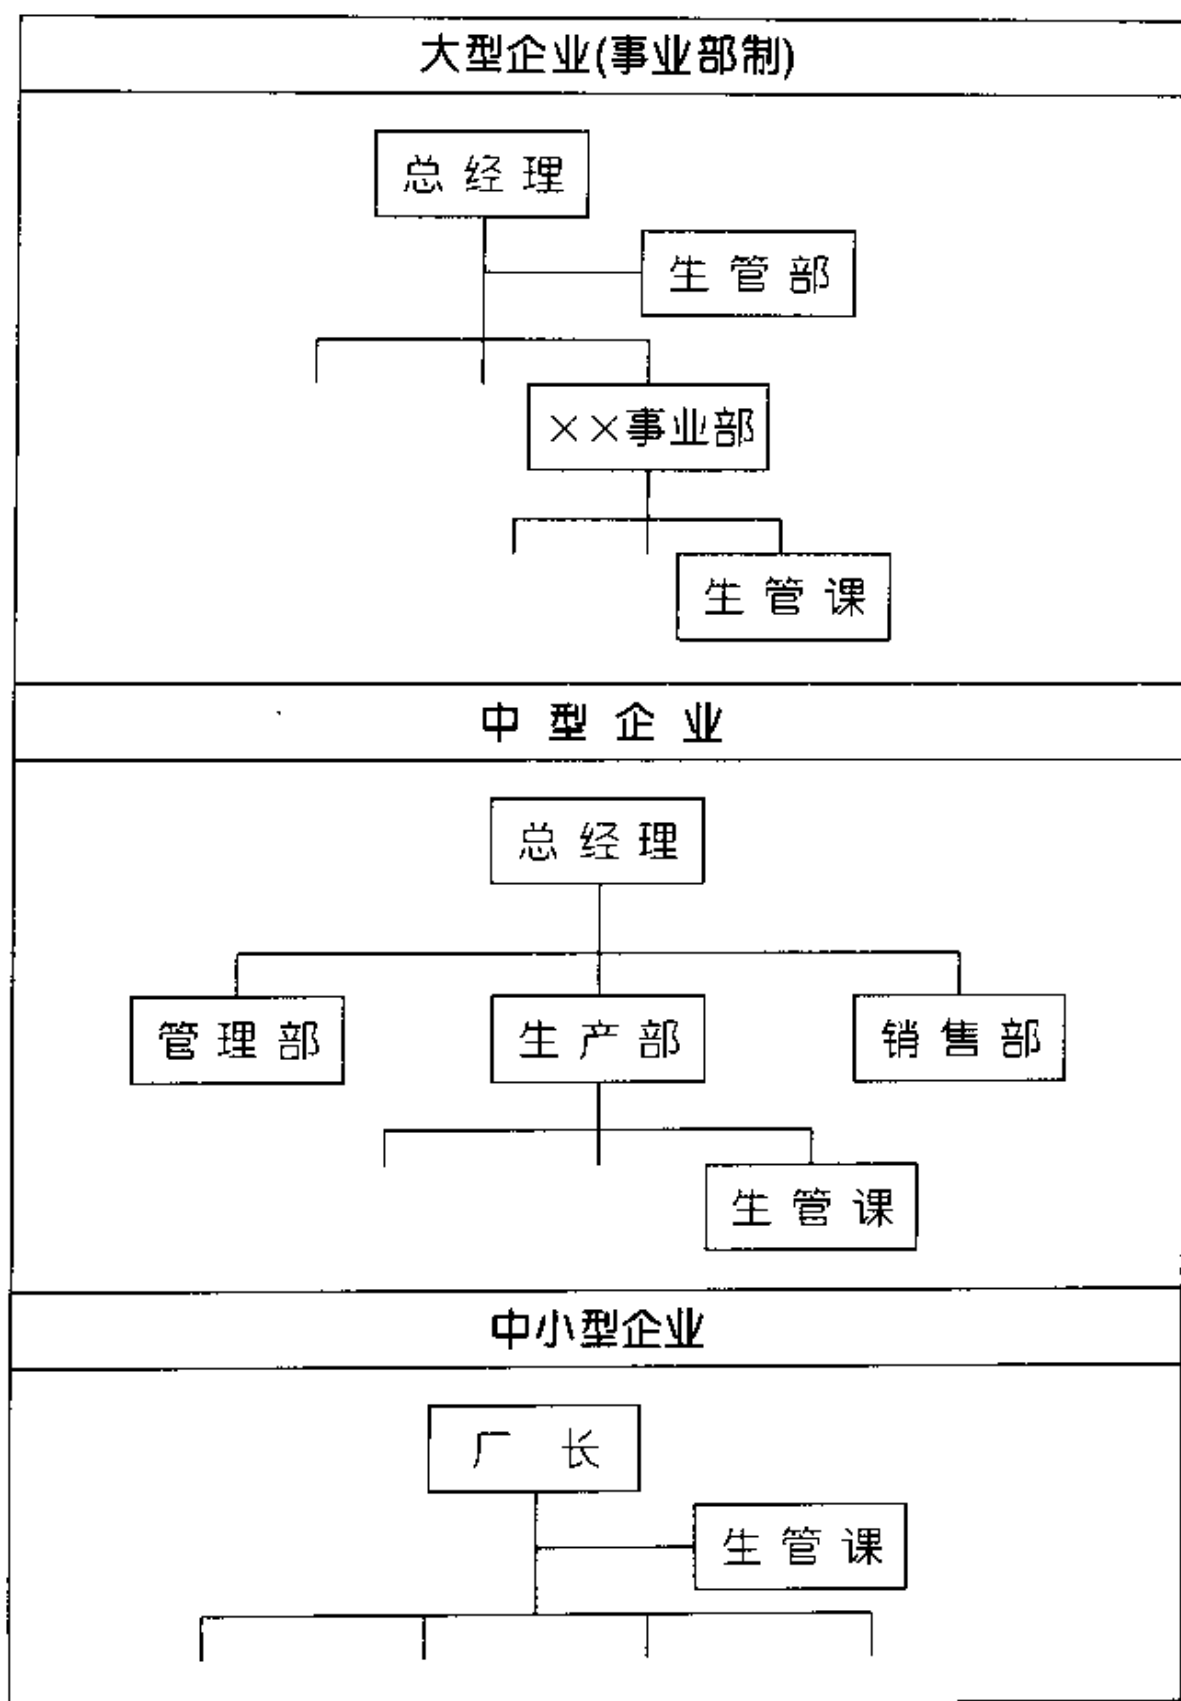 大型企业(事业部制)
总经理
生管部
××事业部
生管课
中型企业
总经理
管理部
生产部
销售部
生管课
中小型企业
厂长
生管课